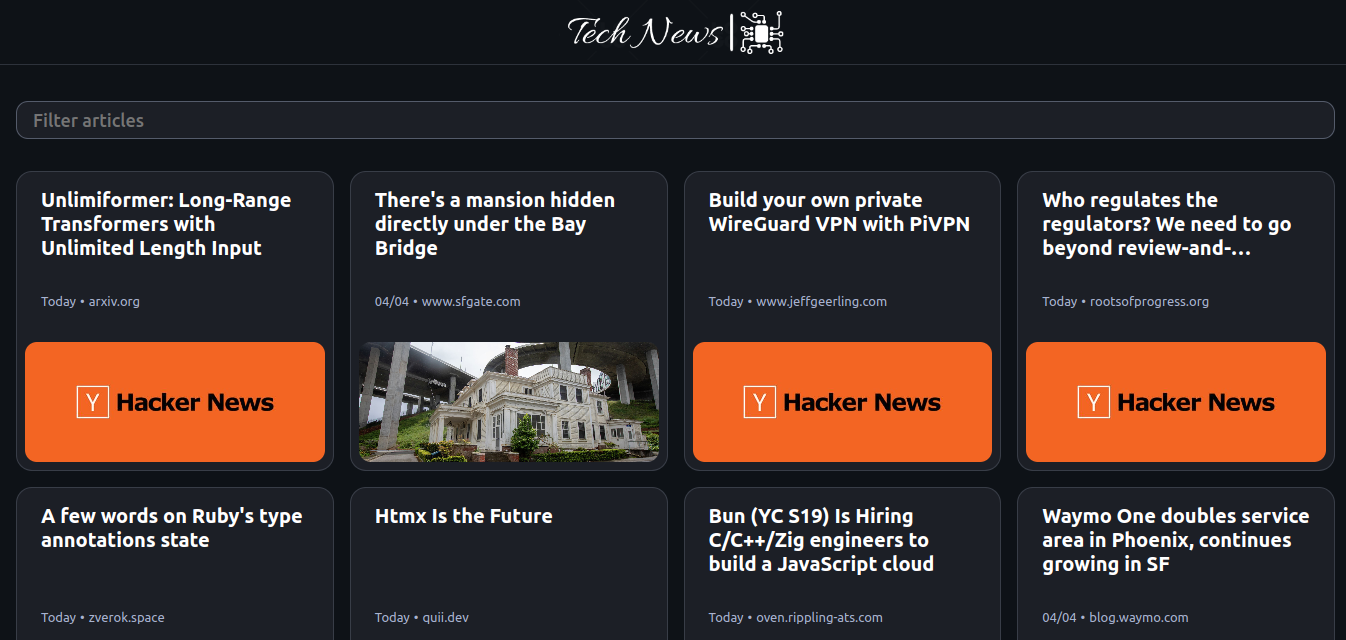 Tech News
Filter articles
Unlimiformer: Long-Range
Transformers with
Unlimited Length Input
Today • arxiv.org
Y Hacker News
There's a mansion hidden
directly under the Bay
Bridge
04/04 • www.sfgate.com
Build your own private
WireGuard VPN with PiVPN
Today • www.jeffgeerling.com
Y Hacker News
Who regulates the
regulators? We need to go
beyond review-and-…
Today • rootsofprogress.org
Y Hacker News
A few words on Ruby's type
annotations state
Today • zverok.space
Htmx Is the Future
Today • quii.dev
Bun (YC S19) Is Hiring
C/C++/Zig engineers to
build a JavaScript cloud
Today • oven.rippling-ats.com
Waymo One doubles service
area in Phoenix, continues
growing in SF
04/04 • blog.waymo.com